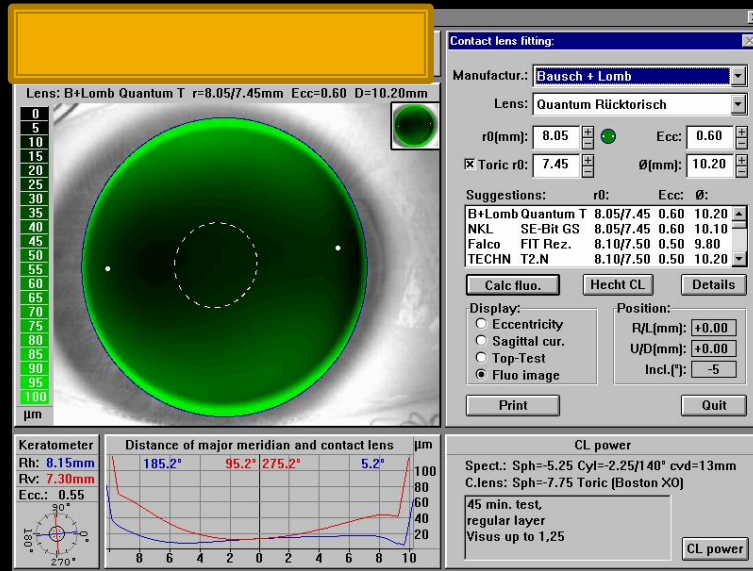 Contact lens fitting:
Lens: B+Lomb Quantum T r=8.05/7.45mm Ecc=0.60 D=10.20mm
0
5
10
15
20
25
30
35
40
45
50
55
60
65
70
75
80
85
90
95
100
µm
Manufactur.: Bausch + Lomb
Lens: Quantum Rücktorisch
r0(mm): 8.05 Ecc: 0.60
Toric r0: 7.45 Ø(mm): 10.20
Suggestions: r0: Ecc: Ø:
B+Lomb Quantum T 8.05/7.45 0.60 10.20
NKL SE-Bit GS 8.05/7.45 0.60 10.10
Falco FIT Rez. 8.10/7.50 0.50 9.80
TECHN T2.N 8.10/7.50 0.50 10.20
Calc fluo. Hecht CL Details
Display: Position:
Eccentricity R/L(mm): +0.00
Sagittal cur. U/D(mm): +0.00
Top-Test Incl.(°): -5
Fluo image
Print Quit
Keratometer
Rh: 8.15mm
Rv: 7.30mm
Ecc.: 0.55
90°
180° 0°
270°
Distance of major meridian and contact lens µm
185.2° 95.2° 275.2° 5.2°
100
80
60
40
20
8 6 4 2 0 2 4 6 8 10
CL power
Spect.: Sph=-5.25 Cyl=-2.25/140° cvd=13mm
C.lens: Sph=-7.75 Toric (Boston XO)
45 min. test,
regular layer
Visus up to 1,25
CL power